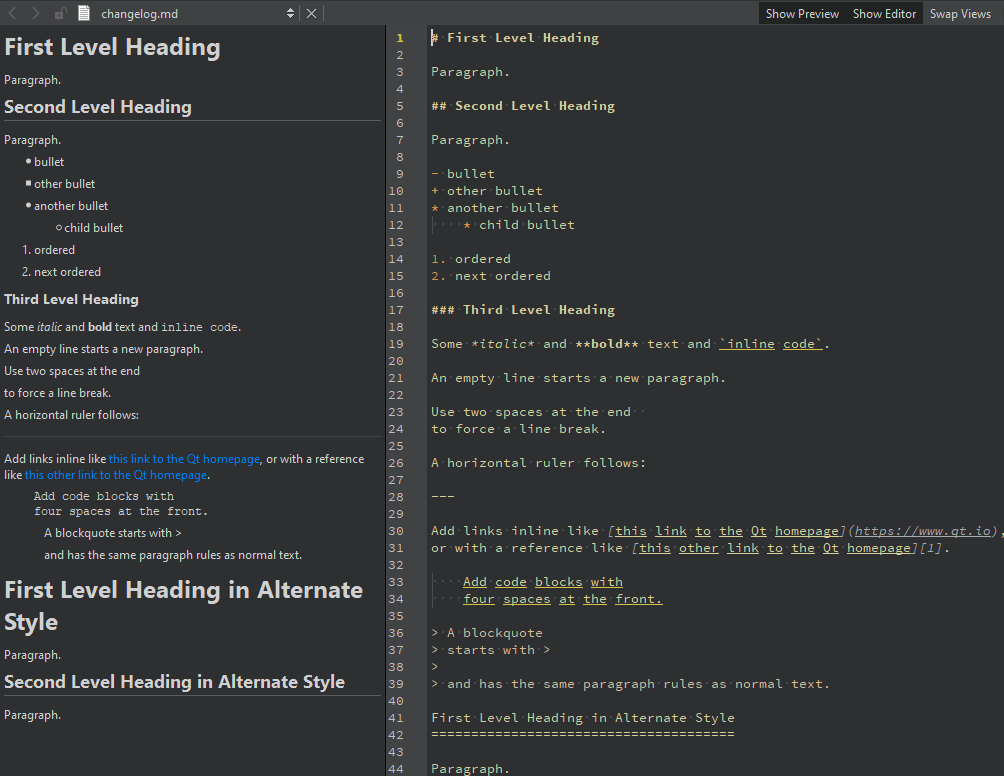 changelog.md
Show Preview Show Editor Swap Views
First Level Heading
Paragraph.
Second Level Heading
Paragraph.
• bullet
▪ other bullet
• another bullet
○ child bullet
1. ordered
2. next ordered
Third Level Heading
Some italic and bold text and inline code.
An empty line starts a new paragraph.
Use two spaces at the end
to force a line break.
A horizontal ruler follows:
Add links inline like this link to the Qt homepage, or with a reference
like this other link to the Qt homepage.
Add code blocks with
four spaces at the front.
A blockquote starts with >
and has the same paragraph rules as normal text.
First Level Heading in Alternate
Style
Paragraph.
Second Level Heading in Alternate Style
Paragraph.
1 # First Level Heading
2
3 Paragraph.
4
5 ## Second Level Heading
6
7 Paragraph.
8
9 - bullet
10 + other bullet
11 * another bullet
12     * child bullet
13
14 1. ordered
15 2. next ordered
16
17 ### Third Level Heading
18
19 Some *italic* and **bold** text and `inline code`.
20
21 An empty line starts a new paragraph.
22
23 Use two spaces at the end
24 to force a line break.
25
26 A horizontal ruler follows:
27
28 ---
29
30 Add links inline like [this link to the Qt homepage](https://www.qt.io),
31 or with a reference like [this other link to the Qt homepage][1].
32
33     Add code blocks with
34     four spaces at the front.
35
36 > A blockquote
37 > starts with >
38 >
39 > and has the same paragraph rules as normal text.
40
41 First Level Heading in Alternate Style
42 ======================================
43
44 Paragraph.